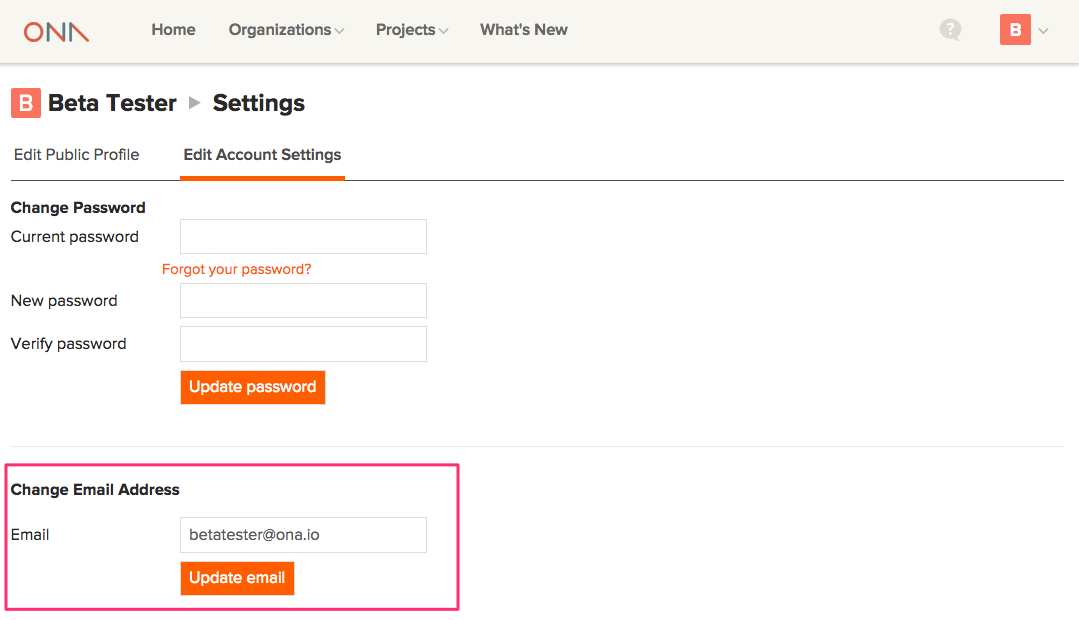 ONA Home Organizations Projects What's New ? B
B Beta Tester Settings
Edit Public Profile Edit Account Settings
Change Password
Current password
Forgot your password?
New password
Verify password
Update password
Change Email Address
Email betatester@ona.io
Update email